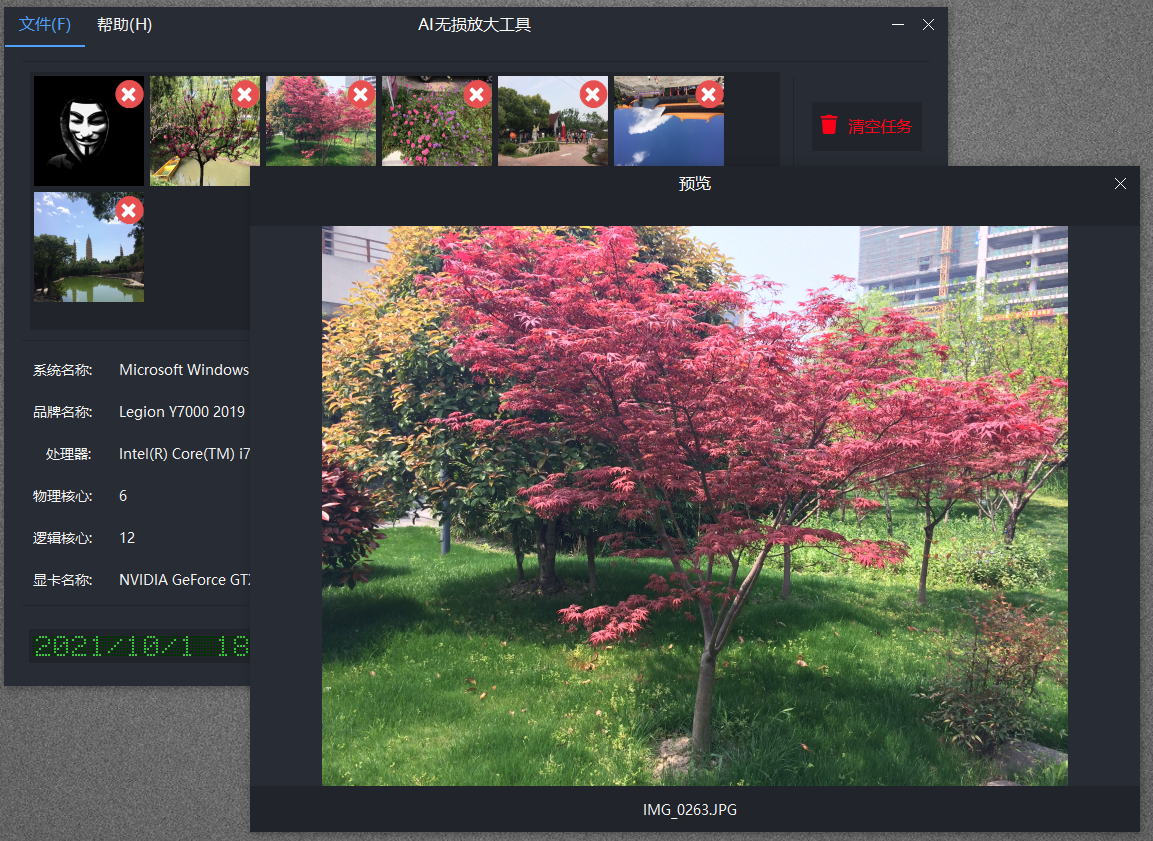 文件(F) 帮助(H) AI无损放大工具
清空任务
预览
系统名称: Microsoft Windows
品牌名称: Legion Y7000 2019
处理器: Intel(R) Core(TM) i7
物理核心: 6
逻辑核心: 12
显卡名称: NVIDIA GeForce GT
2021/10/1 18
IMG_0263.JPG